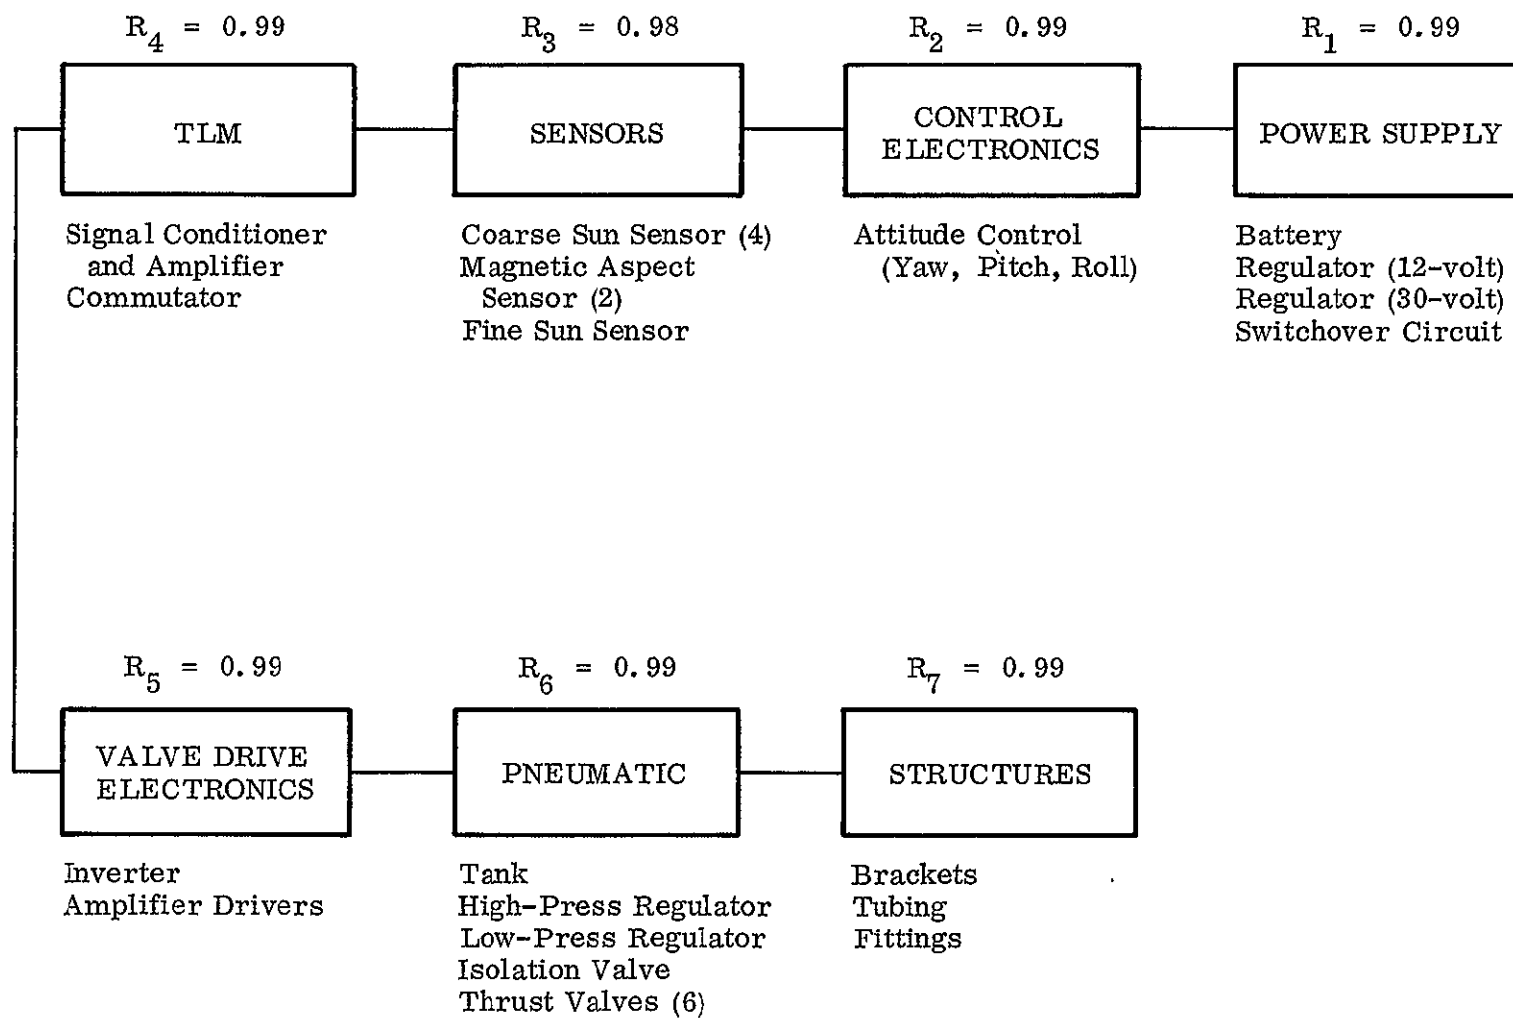 R4 = 0.99
R3 = 0.98
R2 = 0.99
R1 = 0.99
TLM
SENSORS
CONTROL
ELECTRONICS
POWER SUPPLY
Signal Conditioner
and Amplifier
Commutator
Coarse Sun Sensor (4)
Magnetic Aspect
Sensor (2)
Fine Sun Sensor
Attitude Control
(Yaw, Pitch, Roll)
Battery
Regulator (12-volt)
Regulator (30-volt)
Switchover Circuit
R5 = 0.99
R6 = 0.99
R7 = 0.99
VALVE DRIVE
ELECTRONICS
PNEUMATIC
STRUCTURES
Inverter
Amplifier Drivers
Tank
High-Press Regulator
Low-Press Regulator
Isolation Valve
Thrust Valves (6)
Brackets
Tubing
Fittings